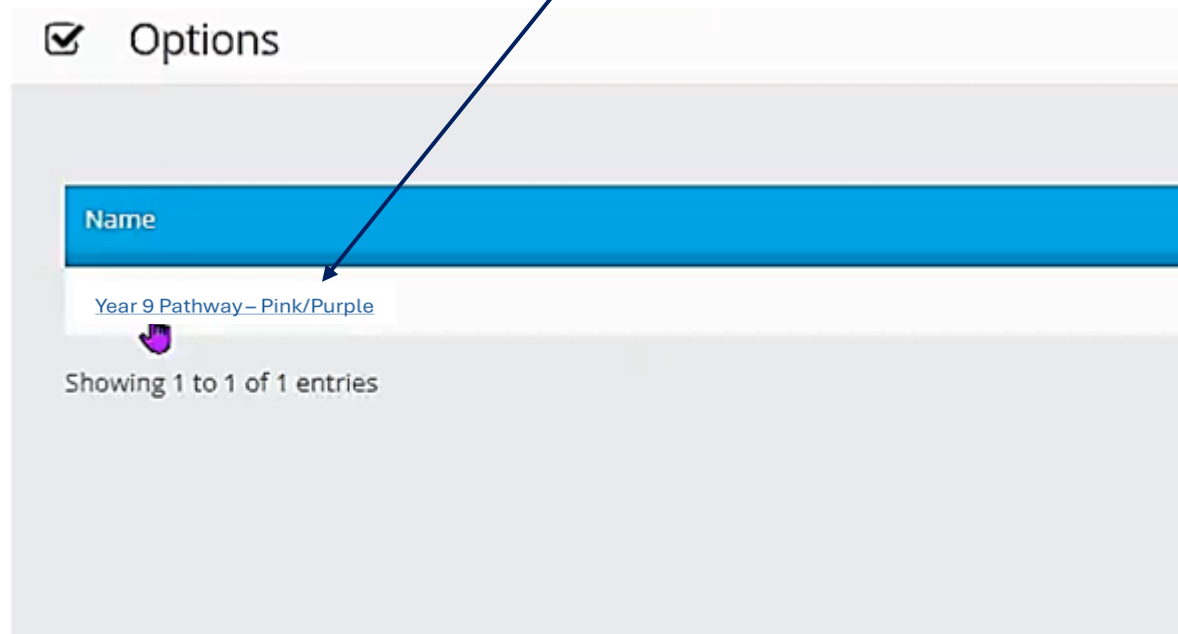 Options
Name
Year 9 Pathway – Pink/Purple
Showing 1 to 1 of 1 entries